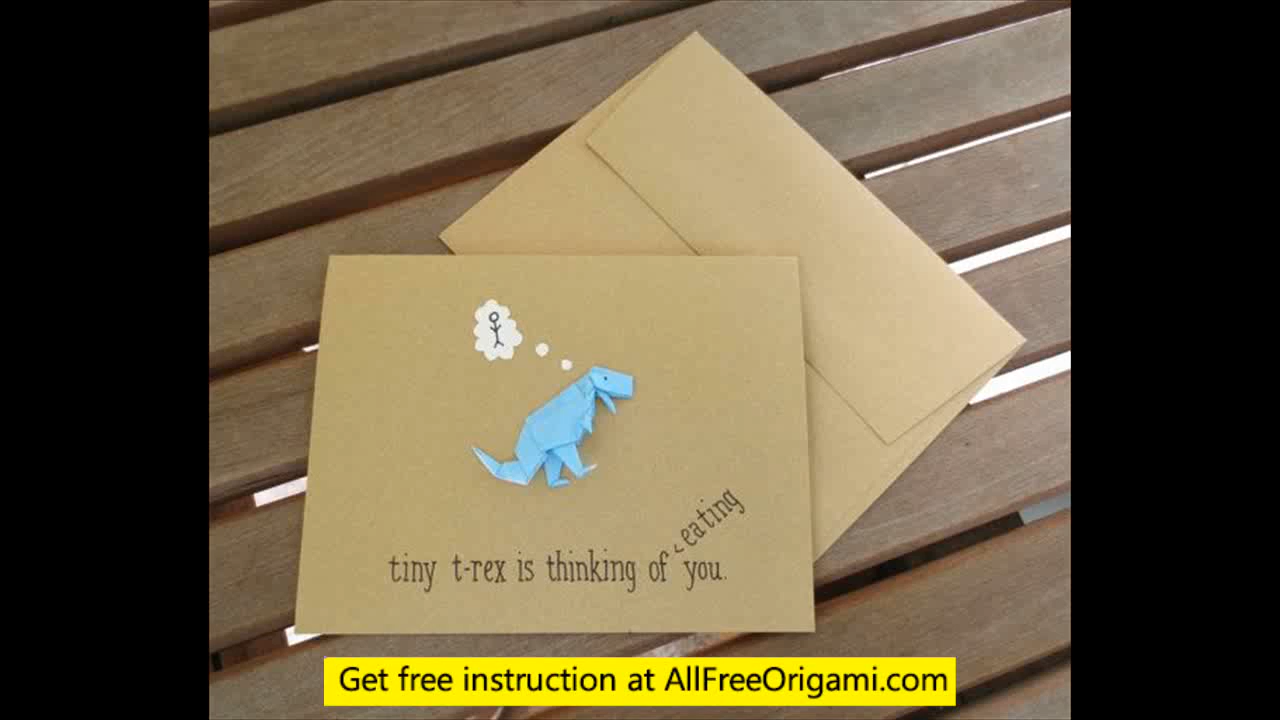 eating
tiny t-rex is thinking of you.
Get free instruction at AllFreeOrigami.com